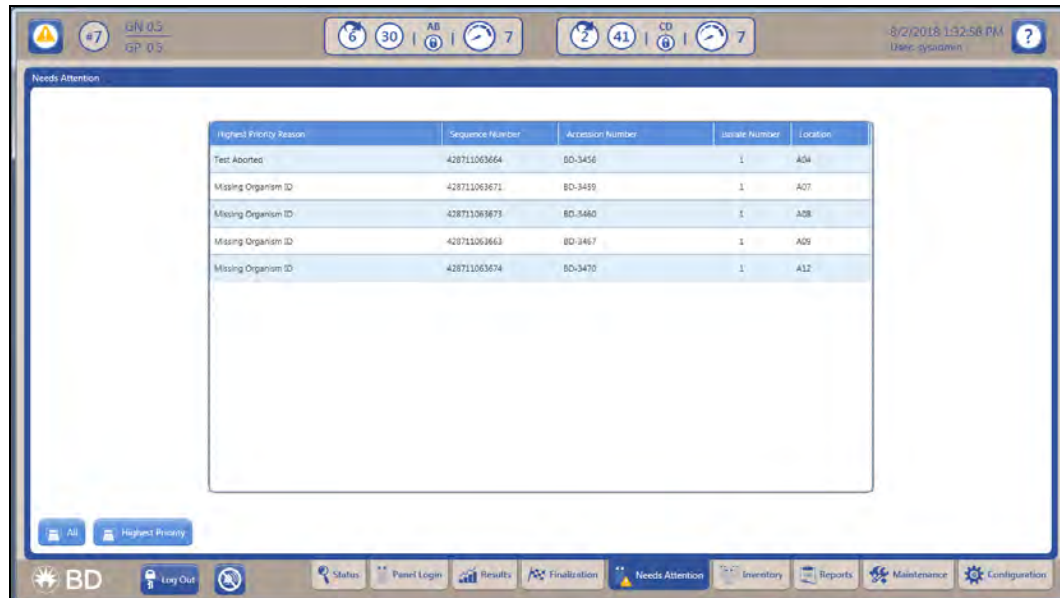 #7
GN 0.5
GP 0.5
6 30 | AB | 7
2 41 | CD | 7
8/2/2018 1:32:58 PM
User: sysadmin
?
Needs Attention
Highest Priority Reason Sequence Number Accession Number Isolate Number Location
Test Aborted 428711063664 BD-3456 1 A04
Missing Organism ID 428711063671 BD-3459 1 A07
Missing Organism ID 428711063673 BD-3460 1 A08
Missing Organism ID 428711063663 BD-3467 1 A09
Missing Organism ID 428711063674 BD-3470 1 A12
All Highest Priority
BD Log Out Status Panel Login Results Finalization Needs Attention Inventory Reports Maintenance Configuration